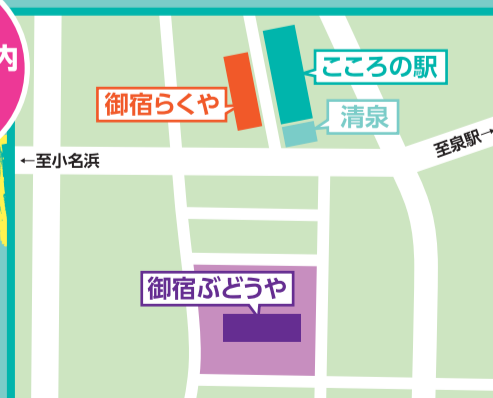 内
こころの駅
御宿らくや
清泉
至泉駅→
←至小名浜
御宿ぶどうや